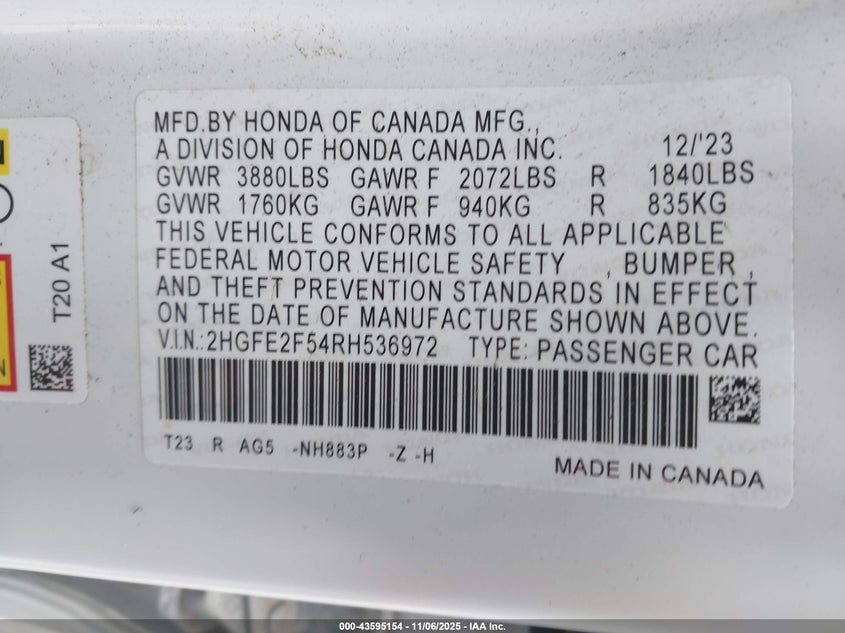 MFD.BY HONDA OF CANADA MFG.,
A DIVISION OF HONDA CANADA INC. 12/'23
GVWR 3880LBS GAWR F 2072LBS R 1840LBS
GVWR 1760KG GAWR F 940KG R 835KG
THIS VEHICLE CONFORMS TO ALL APPLICABLE
FEDERAL MOTOR VEHICLE SAFETY , BUMPER ,
AND THEFT PREVENTION STANDARDS IN EFFECT
ON THE DATE OF MANUFACTURE SHOWN ABOVE.
V.I.N.:2HGFE2F54RH536972 TYPE: PASSENGER CAR
T23 R AG5 -NH883P -Z -H
MADE IN CANADA
T20 A1
000-43595154 - 11/06/2025 - IAA Inc.